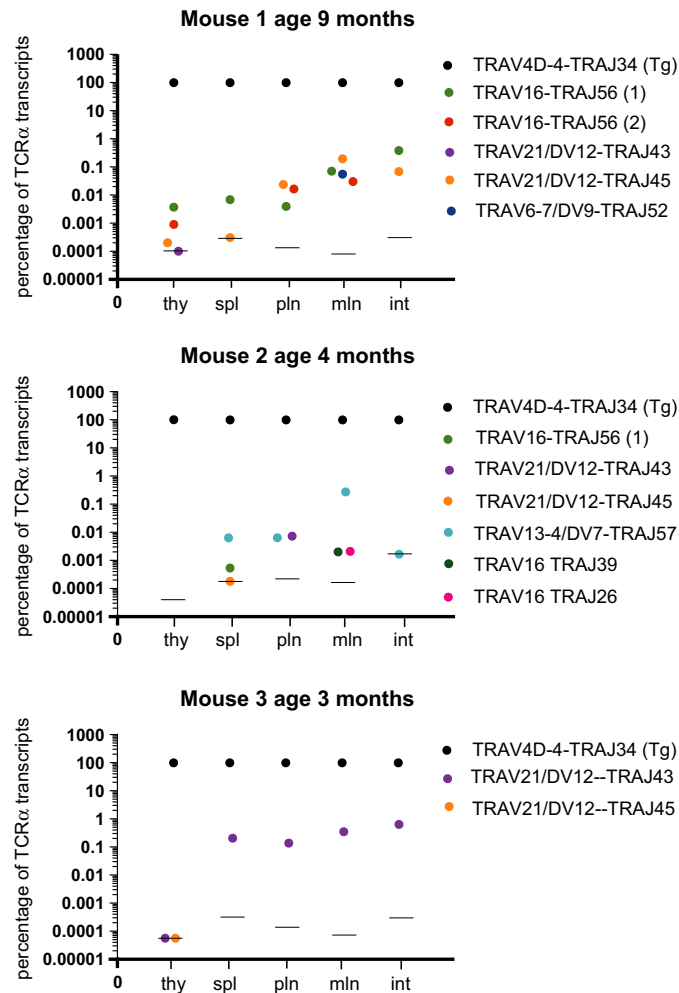 Mouse 1 age 9 months
percentage of TCRα transcripts
1000
100
10
1
0.1
0.01
0.001
0.0001
0.00001
0
thy spl pln mln int
TRAV4D-4-TRAJ34 (Tg)
TRAV16-TRAJ56 (1)
TRAV16-TRAJ56 (2)
TRAV21/DV12-TRAJ43
TRAV21/DV12-TRAJ45
TRAV6-7/DV9-TRAJ52
Mouse 2 age 4 months
percentage of TCRα transcripts
1000
100
10
1
0.1
0.01
0.001
0.0001
0.00001
0
thy spl pln mln int
TRAV4D-4-TRAJ34 (Tg)
TRAV16-TRAJ56 (1)
TRAV21/DV12-TRAJ43
TRAV21/DV12-TRAJ45
TRAV13-4/DV7-TRAJ57
TRAV16 TRAJ39
TRAV16 TRAJ26
Mouse 3 age 3 months
percentage of TCRα transcripts
1000
100
10
1
0.1
0.01
0.001
0.0001
0.00001
0
thy spl pln mln int
TRAV4D-4-TRAJ34 (Tg)
TRAV21/DV12--TRAJ43
TRAV21/DV12--TRAJ45